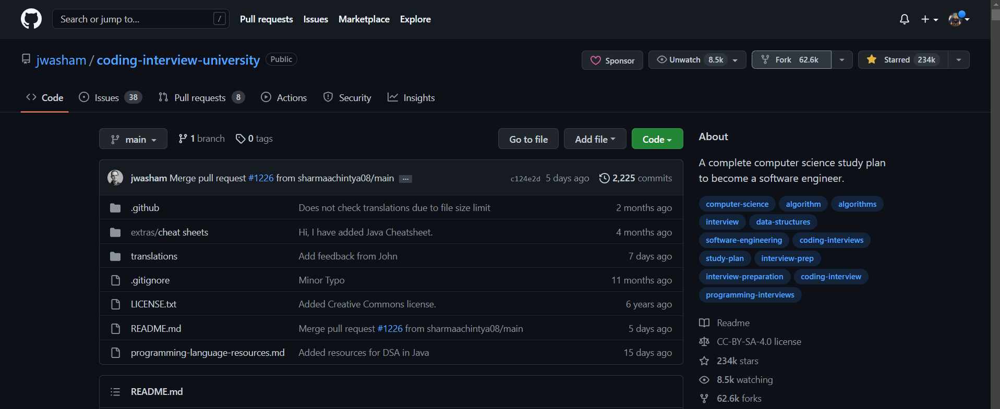 Search or jump to... / Pull requests Issues Marketplace Explore
jwasham / coding-interview-university Public Sponsor Unwatch 8.5k Fork 62.6k Starred 234k
Code Issues 38 Pull requests 8 Actions Security Insights
main 1 branch 0 tags Go to file Add file Code
jwasham Merge pull request #1226 from sharmaachintya08/main ... c124e2d 5 days ago 2,225 commits
.github Does not check translations due to file size limit 2 months ago
extras/cheat sheets Hi, I have added Java Cheatsheet. 4 months ago
translations Add feedback from John 7 days ago
.gitignore Minor Typo 11 months ago
LICENSE.txt Added Creative Commons license. 6 years ago
README.md Merge pull request #1226 from sharmaachintya08/main 5 days ago
programming-language-resources.md Added resources for DSA in Java 15 days ago
README.md
About
A complete computer science study plan
to become a software engineer.
computer-science algorithm algorithms
interview data-structures
software-engineering coding-interviews
study-plan interview-prep
interview-preparation coding-interview
programming-interviews
Readme
CC-BY-SA-4.0 license
234k stars
8.5k watching
62.6k forks